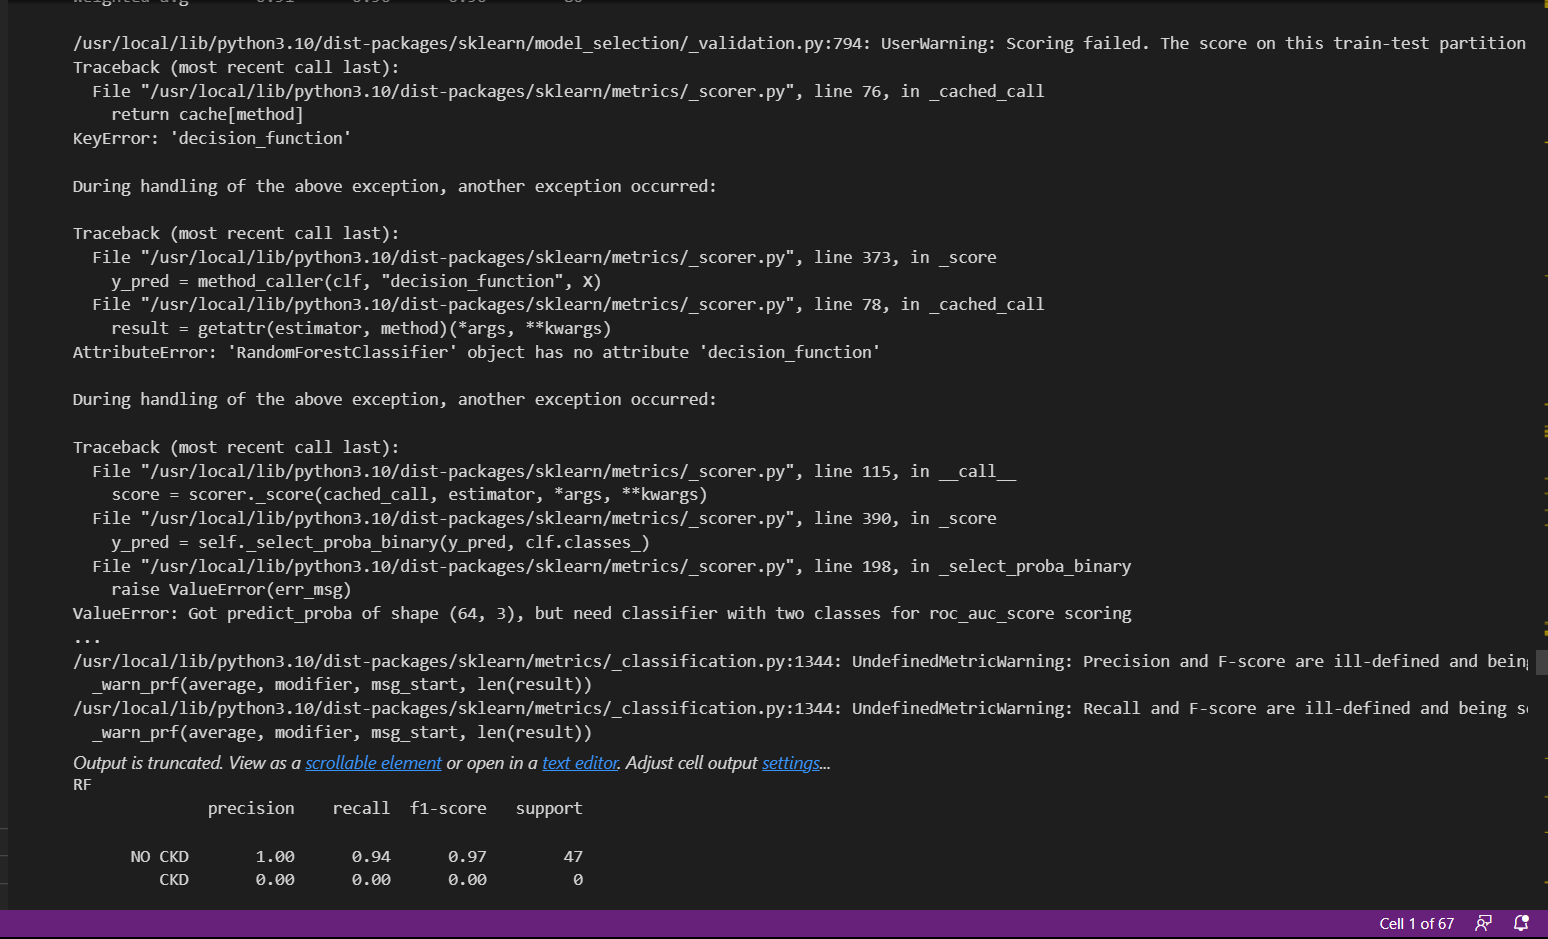 /usr/local/lib/python3.10/dist-packages/sklearn/model_selection/_validation.py:794: UserWarning: Scoring failed. The score on this train-test partition
Traceback (most recent call last):
  File "/usr/local/lib/python3.10/dist-packages/sklearn/metrics/_scorer.py", line 76, in _cached_call
    return cache[method]
KeyError: 'decision_function'

During handling of the above exception, another exception occurred:

Traceback (most recent call last):
  File "/usr/local/lib/python3.10/dist-packages/sklearn/metrics/_scorer.py", line 373, in _score
    y_pred = method_caller(clf, "decision_function", X)
  File "/usr/local/lib/python3.10/dist-packages/sklearn/metrics/_scorer.py", line 78, in _cached_call
    result = getattr(estimator, method)(*args, **kwargs)
AttributeError: 'RandomForestClassifier' object has no attribute 'decision_function'

During handling of the above exception, another exception occurred:

Traceback (most recent call last):
  File "/usr/local/lib/python3.10/dist-packages/sklearn/metrics/_scorer.py", line 115, in __call__
    score = scorer._score(cached_call, estimator, *args, **kwargs)
  File "/usr/local/lib/python3.10/dist-packages/sklearn/metrics/_scorer.py", line 390, in _score
    y_pred = self._select_proba_binary(y_pred, clf.classes_)
  File "/usr/local/lib/python3.10/dist-packages/sklearn/metrics/_scorer.py", line 198, in _select_proba_binary
    raise ValueError(err_msg)
ValueError: Got predict_proba of shape (64, 3), but need classifier with two classes for roc_auc_score scoring
...
/usr/local/lib/python3.10/dist-packages/sklearn/metrics/_classification.py:1344: UndefinedMetricWarning: Precision and F-score are ill-defined and being
  _warn_prf(average, modifier, msg_start, len(result))
/usr/local/lib/python3.10/dist-packages/sklearn/metrics/_classification.py:1344: UndefinedMetricWarning: Recall and F-score are ill-defined and being
  _warn_prf(average, modifier, msg_start, len(result))
Output is truncated. View as a scrollable element or open in a text editor. Adjust cell output settings...
RF
              precision    recall  f1-score   support

      NO CKD       1.00      0.94      0.97        47
         CKD       0.00      0.00      0.00         0
Cell 1 of 67